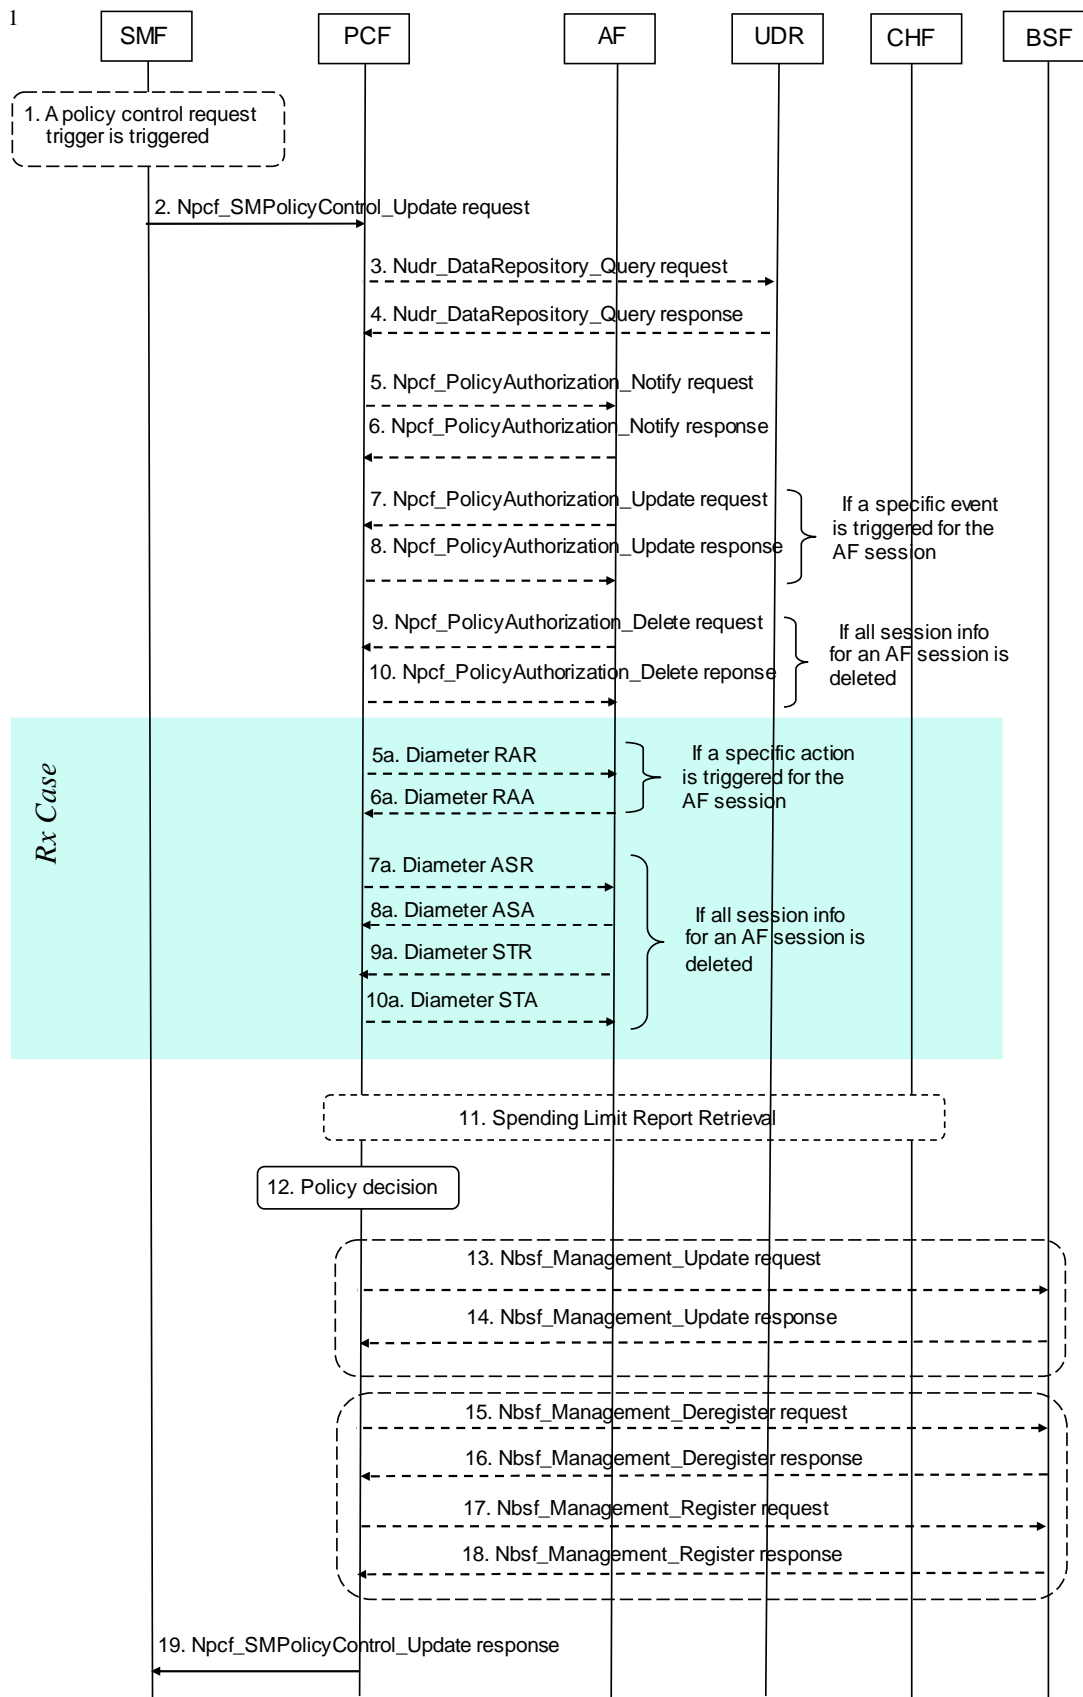 1
SMF
PCF
AF
UDR
CHF
BSF
1. A policy control request
trigger is triggered
2. Npcf_SMPolicyControl_Update request
3. Nudr_DataRepository_Query request
4. Nudr_DataRepository_Query response
5. Npcf_PolicyAuthorization_Notify request
6. Npcf_PolicyAuthorization_Notify response
7. Npcf_PolicyAuthorization_Update request
8. Npcf_PolicyAuthorization_Update response
If a specific event
is triggered for the
AF session
9. Npcf_PolicyAuthorization_Delete request
10. Npcf_PolicyAuthorization_Delete reponse
If all session info
for an AF session is
deleted
Rx Case
5a. Diameter RAR
6a. Diameter RAA
If a specific action
is triggered for the
AF session
7a. Diameter ASR
8a. Diameter ASA
9a. Diameter STR
10a. Diameter STA
If all session info
for an AF session is
deleted
11. Spending Limit Report Retrieval
12. Policy decision
13. Nbsf_Management_Update request
14. Nbsf_Management_Update response
15. Nbsf_Management_Deregister request
16. Nbsf_Management_Deregister response
17. Nbsf_Management_Register request
18. Nbsf_Management_Register response
19. Npcf_SMPolicyControl_Update response